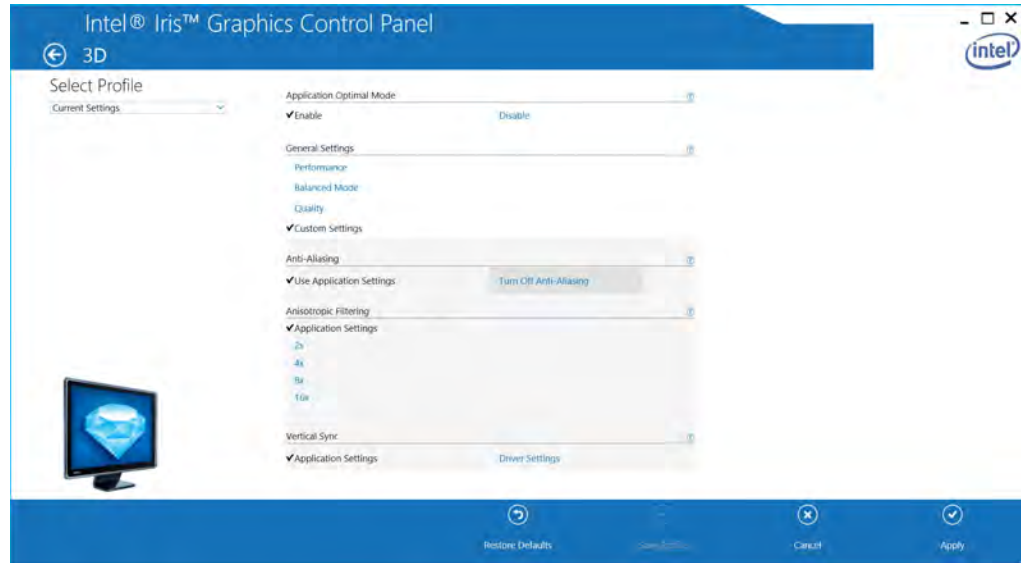 Intel® Iris™ Graphics Control Panel
3D
intel
Select Profile
Current Settings
Application Optimal Mode
✔Enable Disable
General Settings
Performance
Balanced Mode
Quality
✔Custom Settings
Anti-Aliasing
✔Use Application Settings Turn Off Anti-Aliasing
Anisotropic Filtering
✔Application Settings
2x
4x
8x
16x
Vertical Sync
✔Application Settings Driver Settings
Restore Defaults Cancel Apply